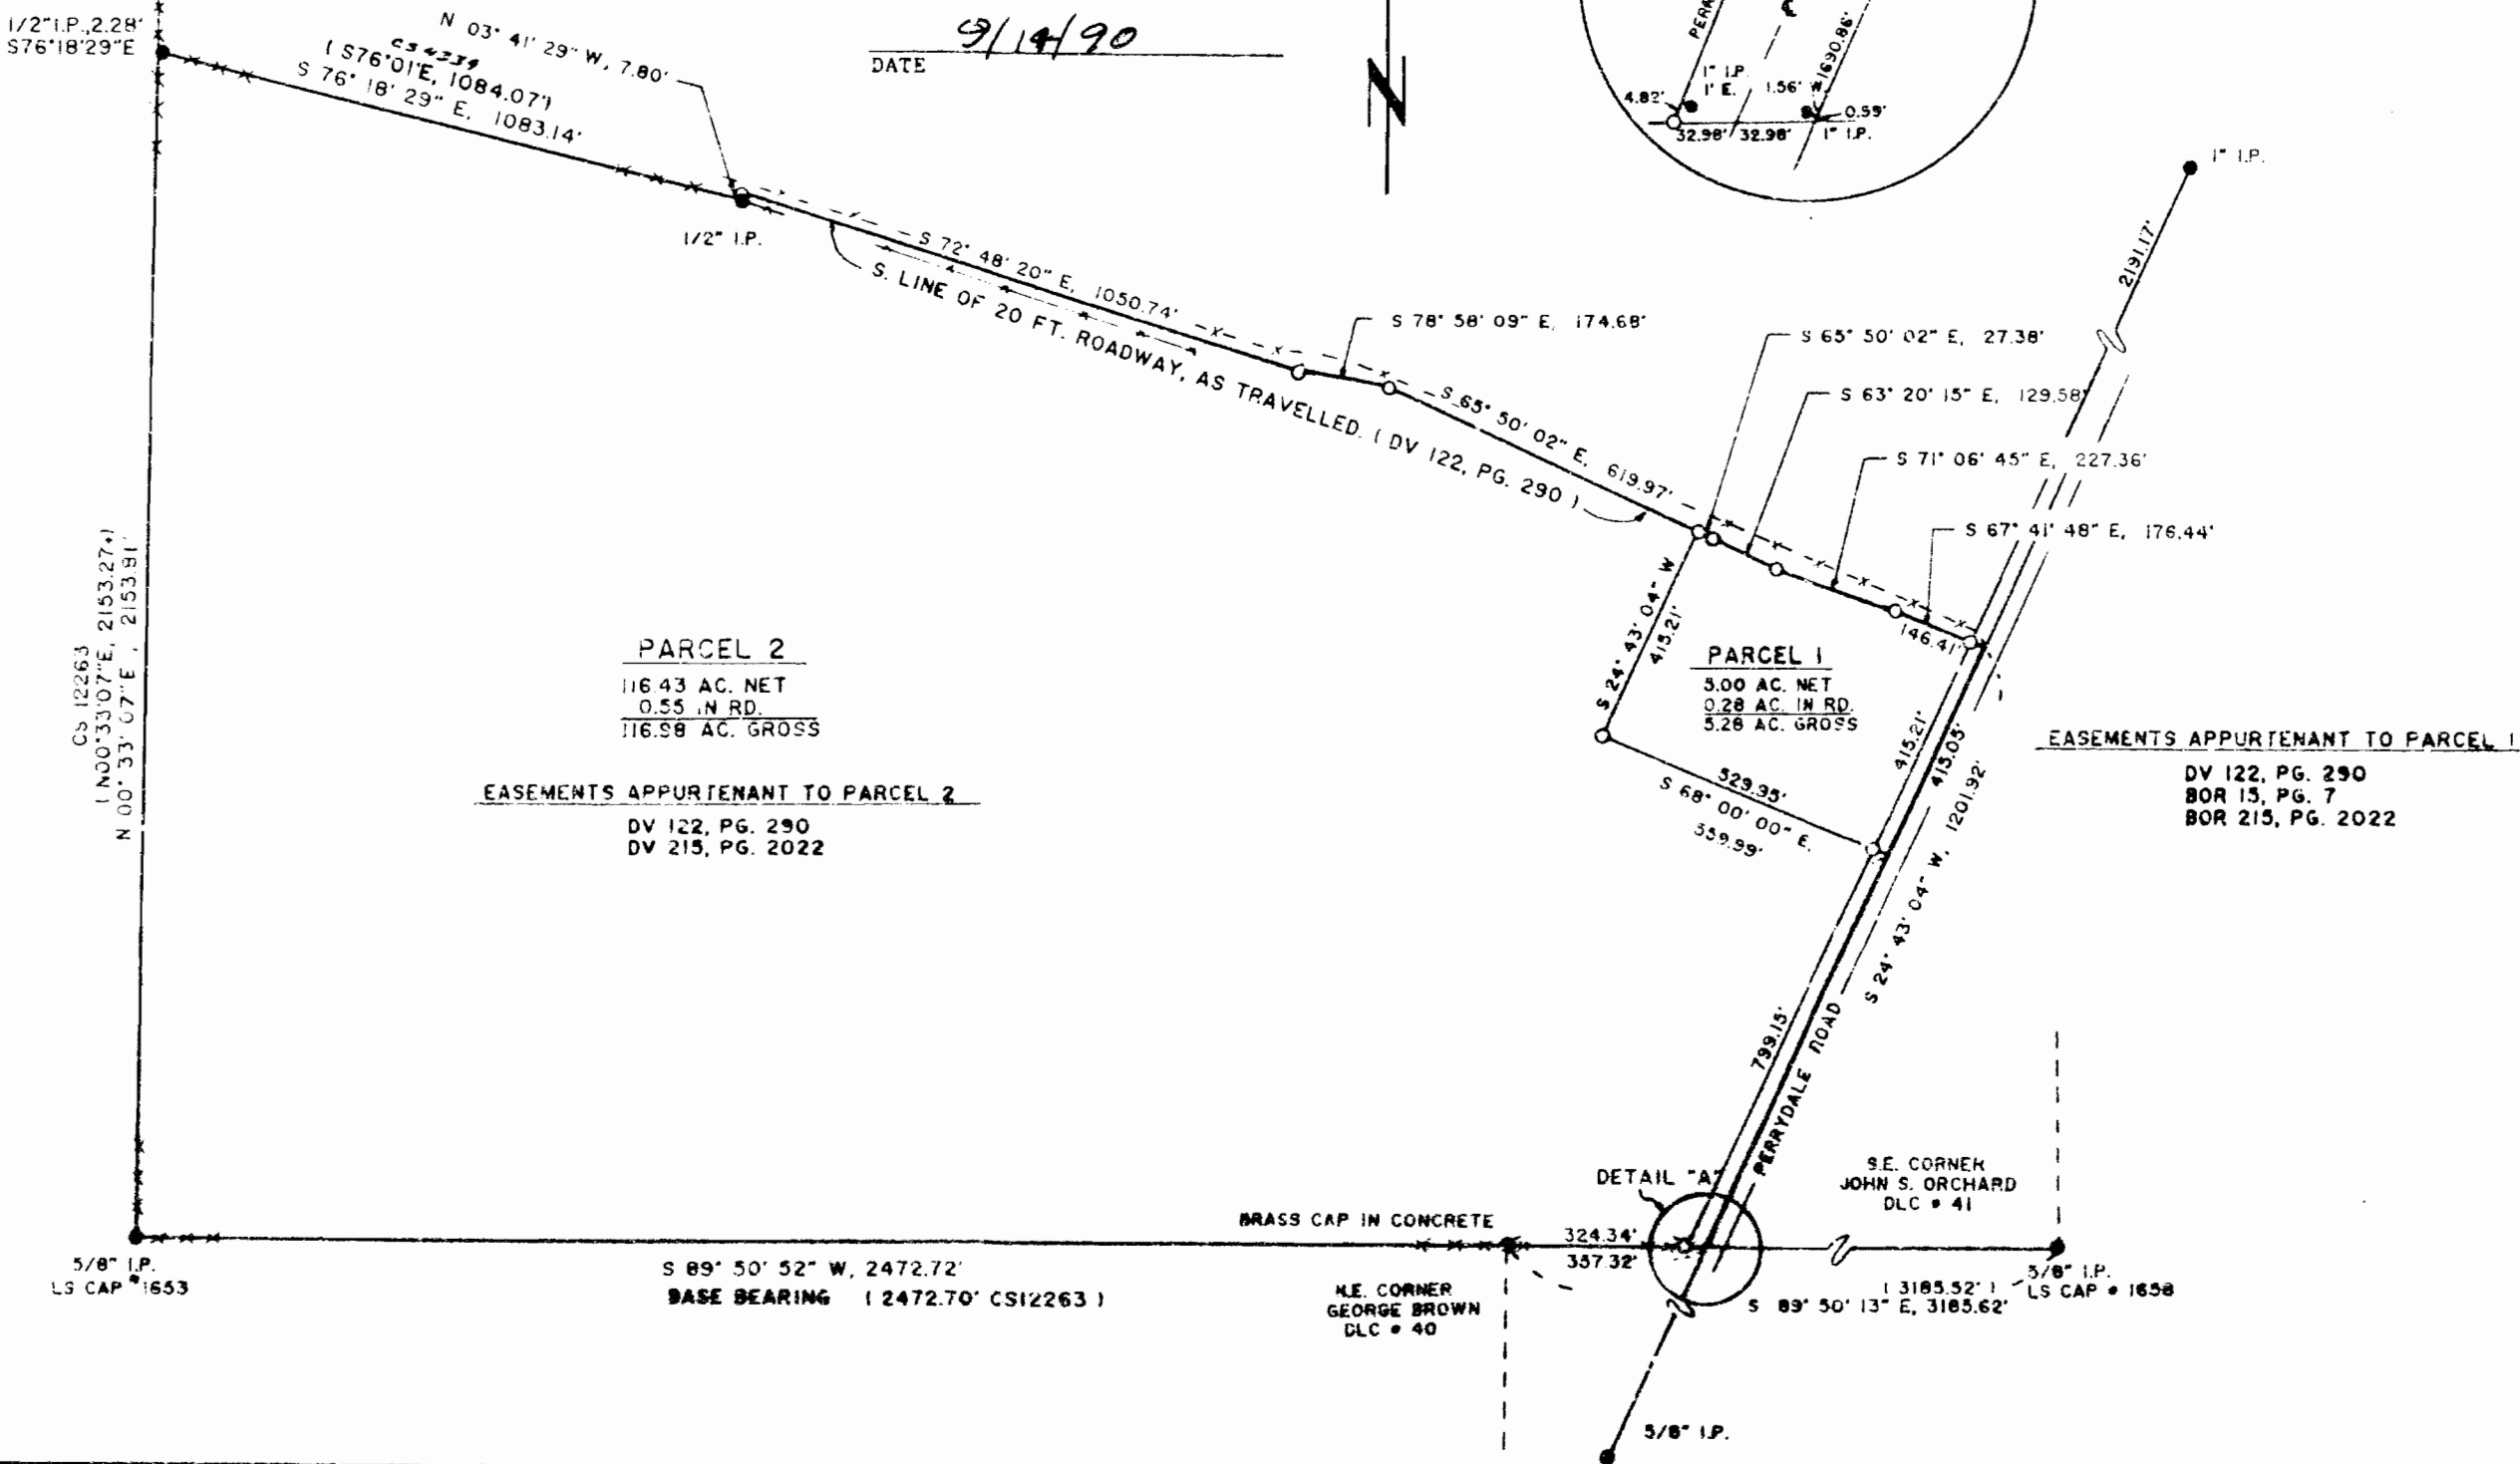 1/2" I.P., 2.28'
S76°18'29"E
N 03° 41' 29" W, 7.80'
CS 4339
( S76°01'E, 1084.07')
S 76° 18' 29" E, 1083.14'
9/14/90
DATE
N
1" I.P.
1' E.
1.56' W.
1690.86'
4.82'
0.59'
32.98' / 32.98'
1" I.P.
1" I.P.
2191.17'
1/2" I.P.
S 72° 48' 20" E, 1050.74'
S. LINE OF 20 FT. ROADWAY, AS TRAVELLED. ( DV 122, PG. 290 )
S 78° 58' 09" E, 174.68'
S 65° 50' 02" E, 27.38'
S 63° 20' 15" E, 129.58'
S 65° 50' 02" E, 619.97'
S 71° 06' 45" E, 227.36'
S 67° 41' 48" E, 176.44'
146.41'
CS 12263
( N00°33'07"E, 2153.27')
N 00° 33' 07" E, 2153.91'
PARCEL 2
116.43 AC. NET
0.55 IN RD.
116.98 AC. GROSS
EASEMENTS APPURTENANT TO PARCEL 2
DV 122, PG. 290
DV 215, PG. 2022
S 24° 43' 04" W
415.21'
PARCEL 1
5.00 AC. NET
0.28 AC. IN RD.
5.28 AC. GROSS
415.21'
415.05'
529.95'
S 68° 00' 00" E.
559.99'
S 24° 43' 04" W, 1201.92'
EASEMENTS APPURTENANT TO PARCEL 1
DV 122, PG. 290
BOR 15, PG. 7
BOR 215, PG. 2022
799.15'
PERRYDALE ROAD
DETAIL "A"
S.E. CORNER
JOHN S. ORCHARD
DLC # 41
BRASS CAP IN CONCRETE
324.34'
357.32'
5/8" I.P.
LS CAP #1653
S 89° 50' 52" W, 2472.72'
BASE BEARING ( 2472.70' CS12263 )
N.E. CORNER
GEORGE BROWN
DLC # 40
( 3185.52' )
S 89° 50' 13" E, 3185.62'
5/8" I.P.
LS CAP # 1658
5/8" I.P.